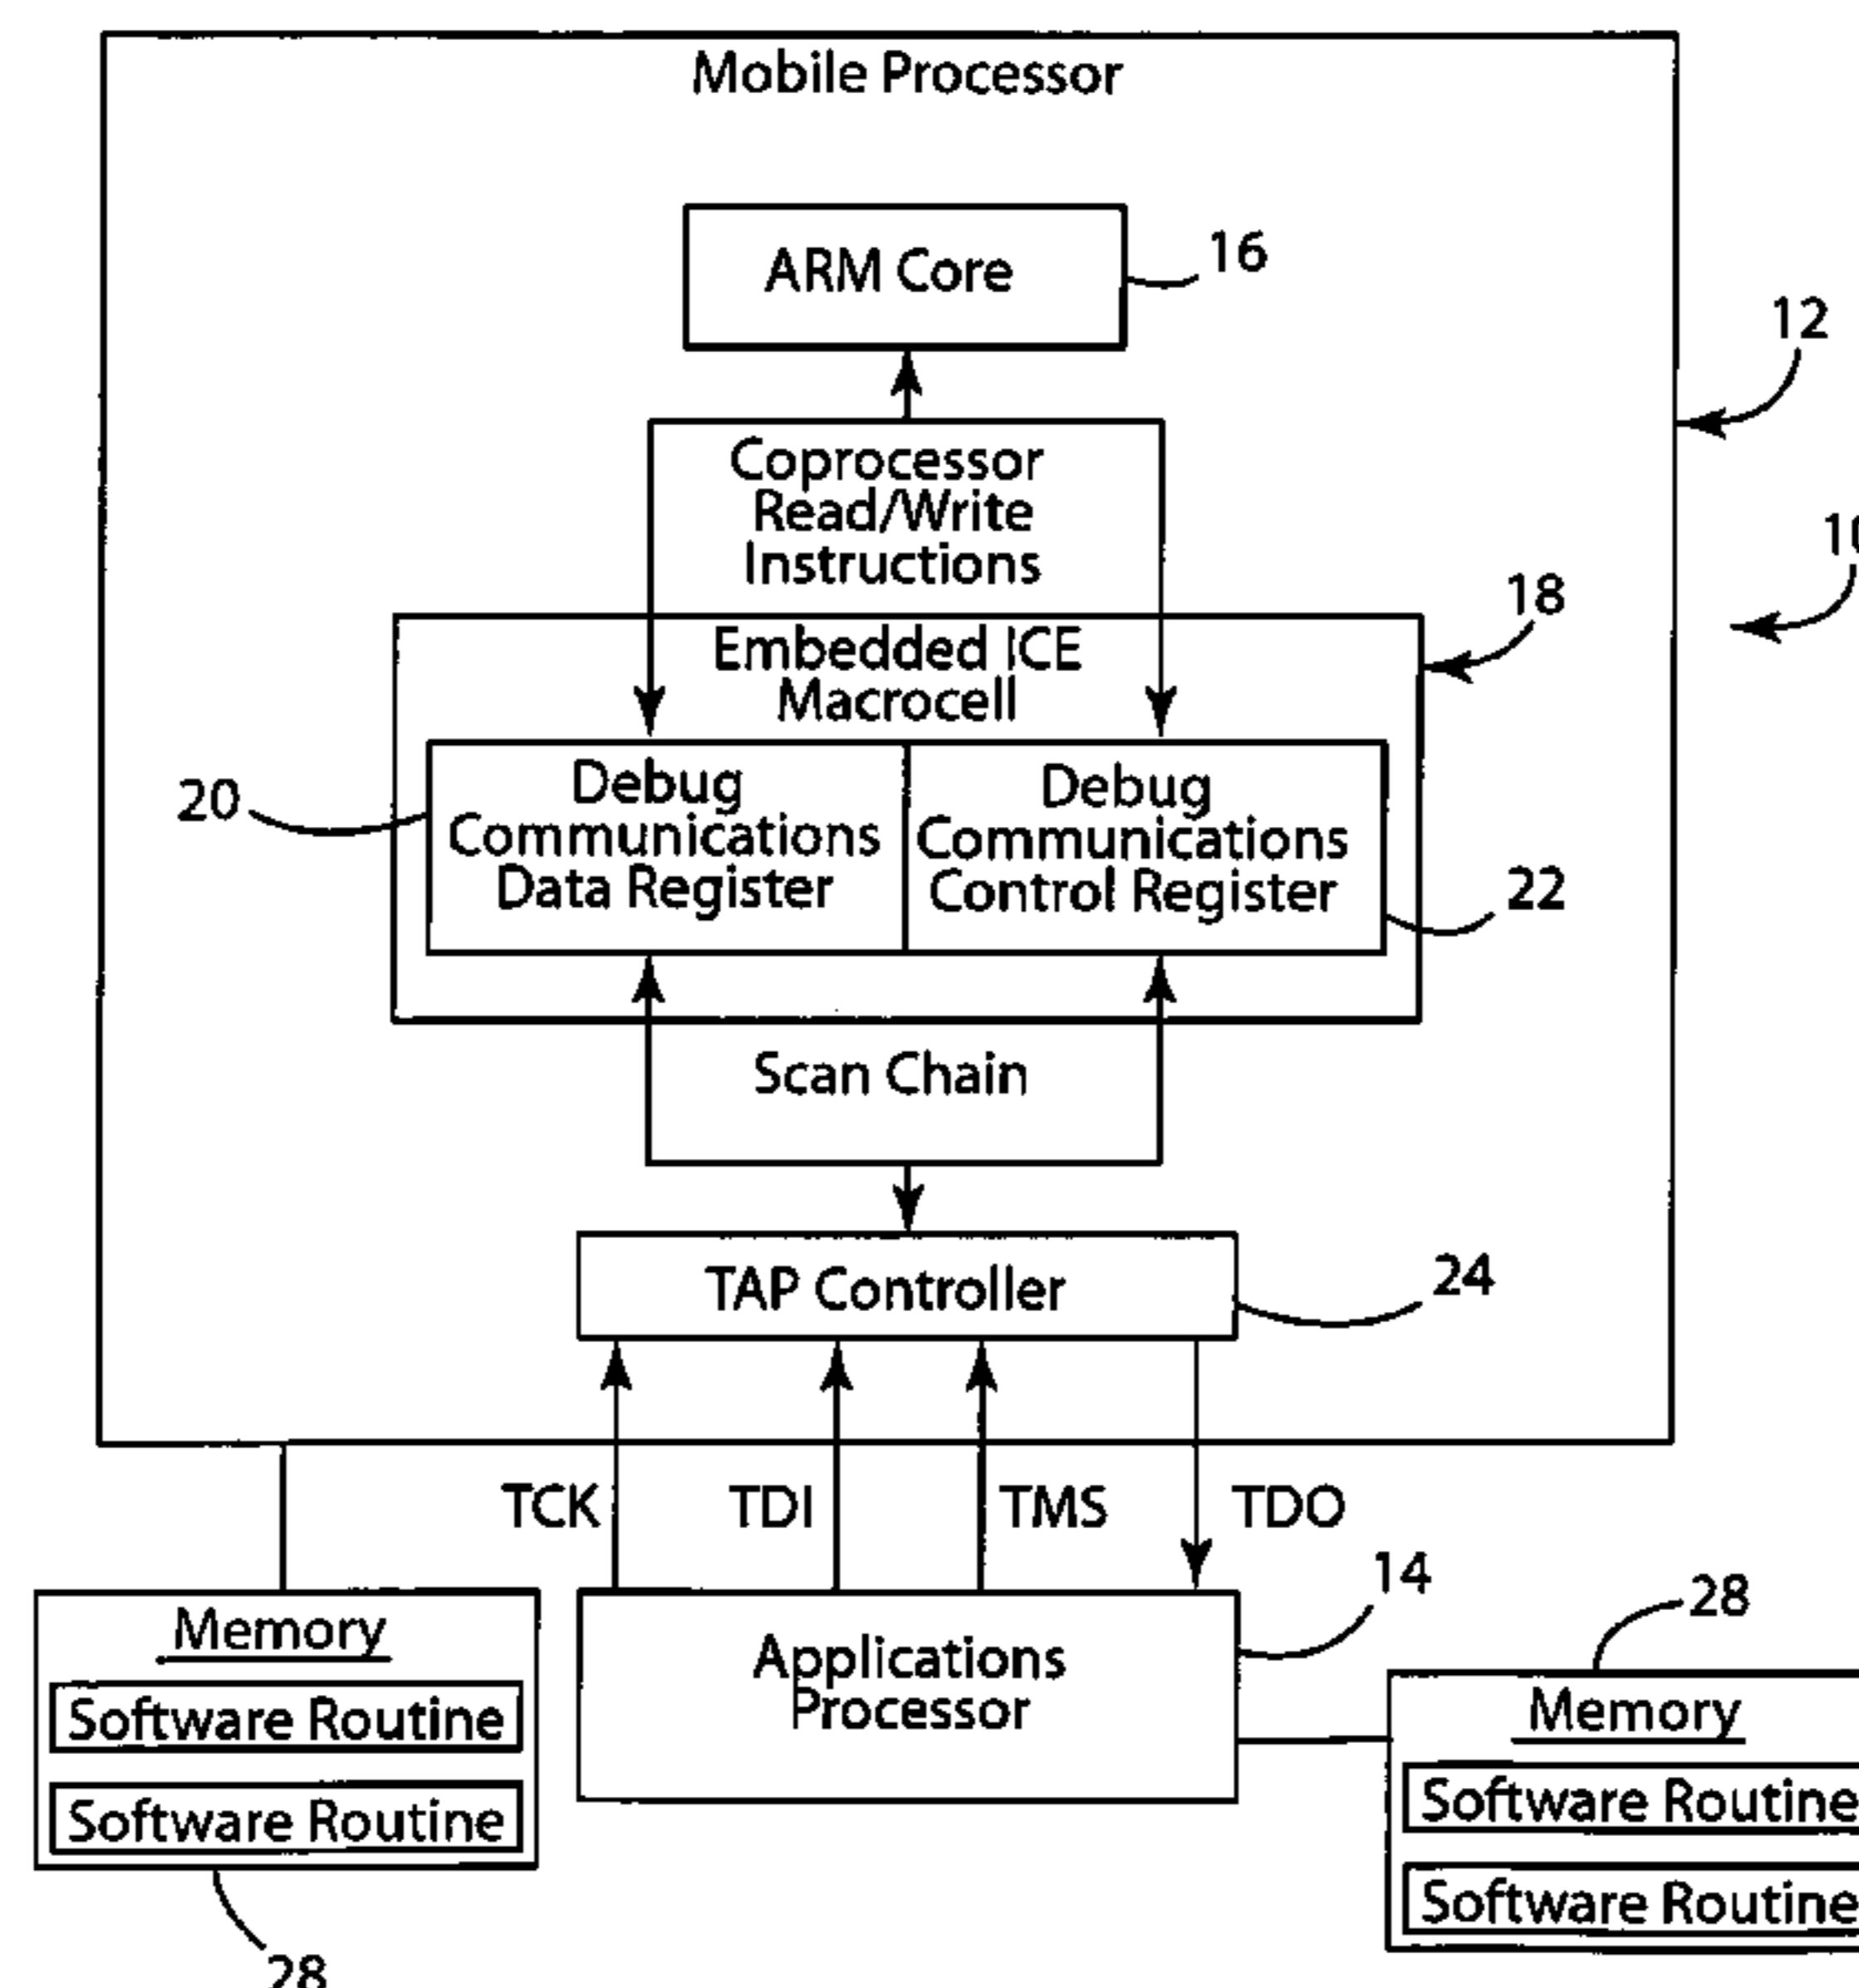 Mobile Processor
ARM Core
16
12
Coprocessor
Read/Write
Instructions
18
Embedded ICE
Macrocell
20
Debug
Communications
Data Register
Debug
Communications
Control Register
22
Scan Chain
TAP Controller
24
TCK
TDI
TMS
TDO
14
28
Memory
Software Routine
Software Routine
28
Applications
Processor
Memory
Software Routine
Software Routine